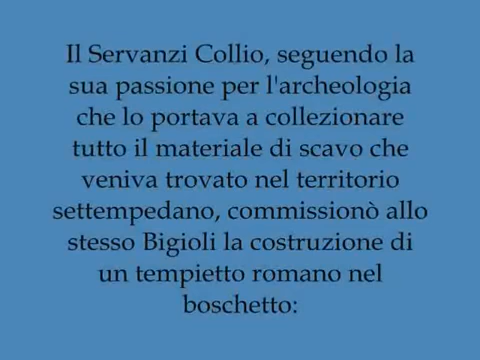 Il Servanzi Collio, seguendo la
sua passione per l'archeologia
che lo portava a collezionare
tutto il materiale di scavo che
veniva trovato nel territorio
settempedano, commissionò allo
stesso Bigioli la costruzione di
un tempietto romano nel
boschetto: